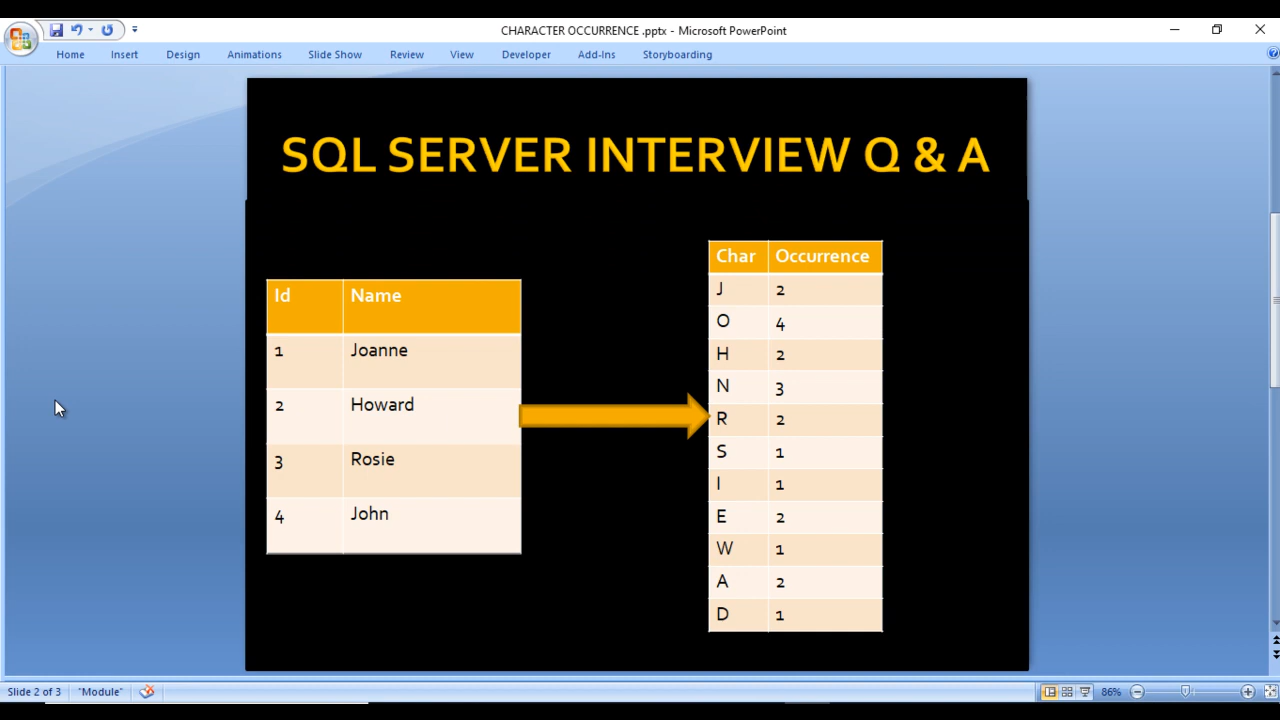 CHARACTER OCCURRENCE .pptx - Microsoft PowerPoint
Home Insert Design Animations Slide Show Review View Developer Add-Ins Storyboarding
SQL SERVER INTERVIEW Q & A
Id Name
1 Joanne
2 Howard
3 Rosie
4 John
Char Occurrence
J 2
O 4
H 2
N 3
R 2
S 1
I 1
E 2
W 1
A 2
D 1
Slide 2 of 3 "Module" 86%